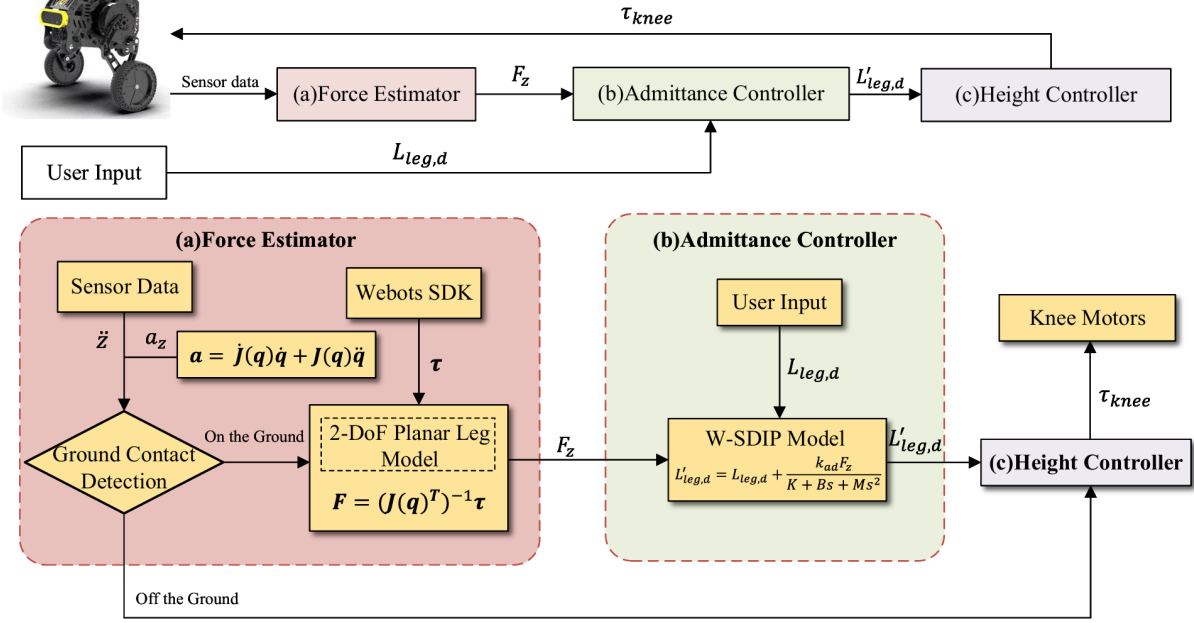 τ_knee
Sensor data
(a)Force Estimator
F_z
(b)Admittance Controller
L'_leg,d
(c)Height Controller
User Input
L_leg,d
(a)Force Estimator
Sensor Data
Webots SDK
z̈
a_z
a = J̇(q)q̇ + J(q)q̈
τ
Ground Contact
Detection
On the Ground
2-DoF Planar Leg
Model
F = (J(q)^T)^−1 τ
Off the Ground
F_z
(b)Admittance Controller
User Input
L_leg,d
W-SDIP Model
L'_leg,d = L_leg,d + k_ad F_z / (K + Bs + Ms²)
L'_leg,d
Knee Motors
τ_knee
(c)Height Controller